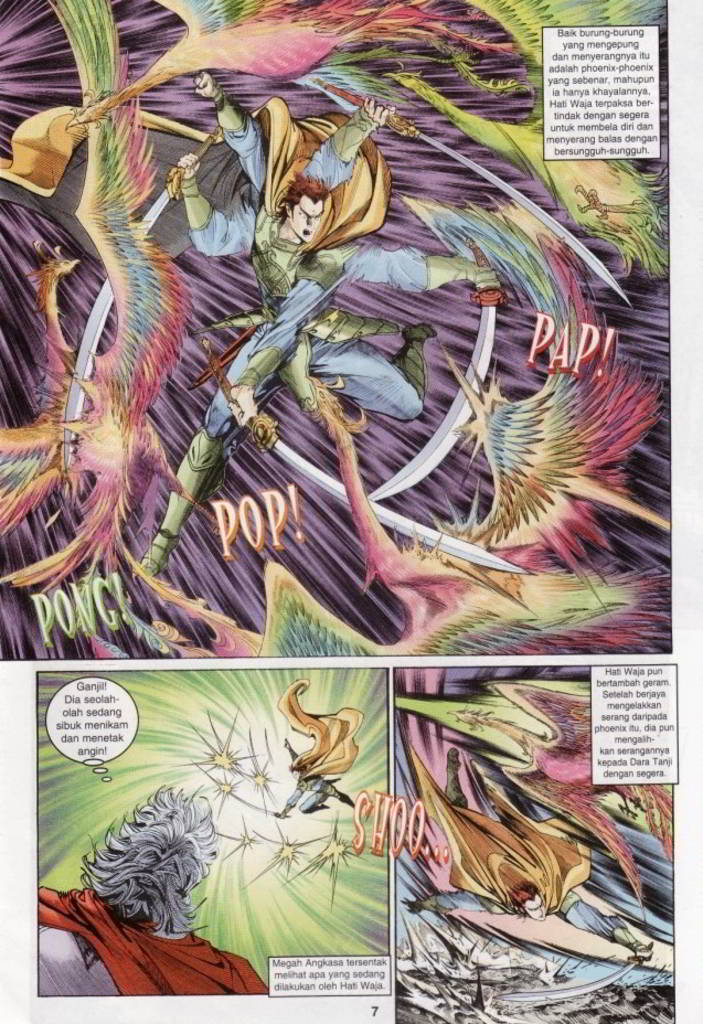 Baik burung-burung
yang mengepung
dan menyerangnya itu
adalah phoenix-phoenix
yang sebenar, mahupun
ia hanya khayalannya,
Hati Waja terpaksa ber-
tindak dengan segera
untuk membela diri dan
menyerang balas dengan
bersungguh-sungguh.
PAP!
POP!
PONG!
Ganjil!
Dia seolah-
olah sedang
sibuk menikam
dan menetak
angin!
Megah Angkasa tersentak
melihat apa yang sedang
dilakukan oleh Hati Waja.
SHOO...
Hati Waja pun
bertambah geram.
Setelah berjaya
mengelakkan
serang daripada
phoenix itu, dia pun
mengalih-
kan serangannya
kepada Dara Tanji
dengan segera.
7